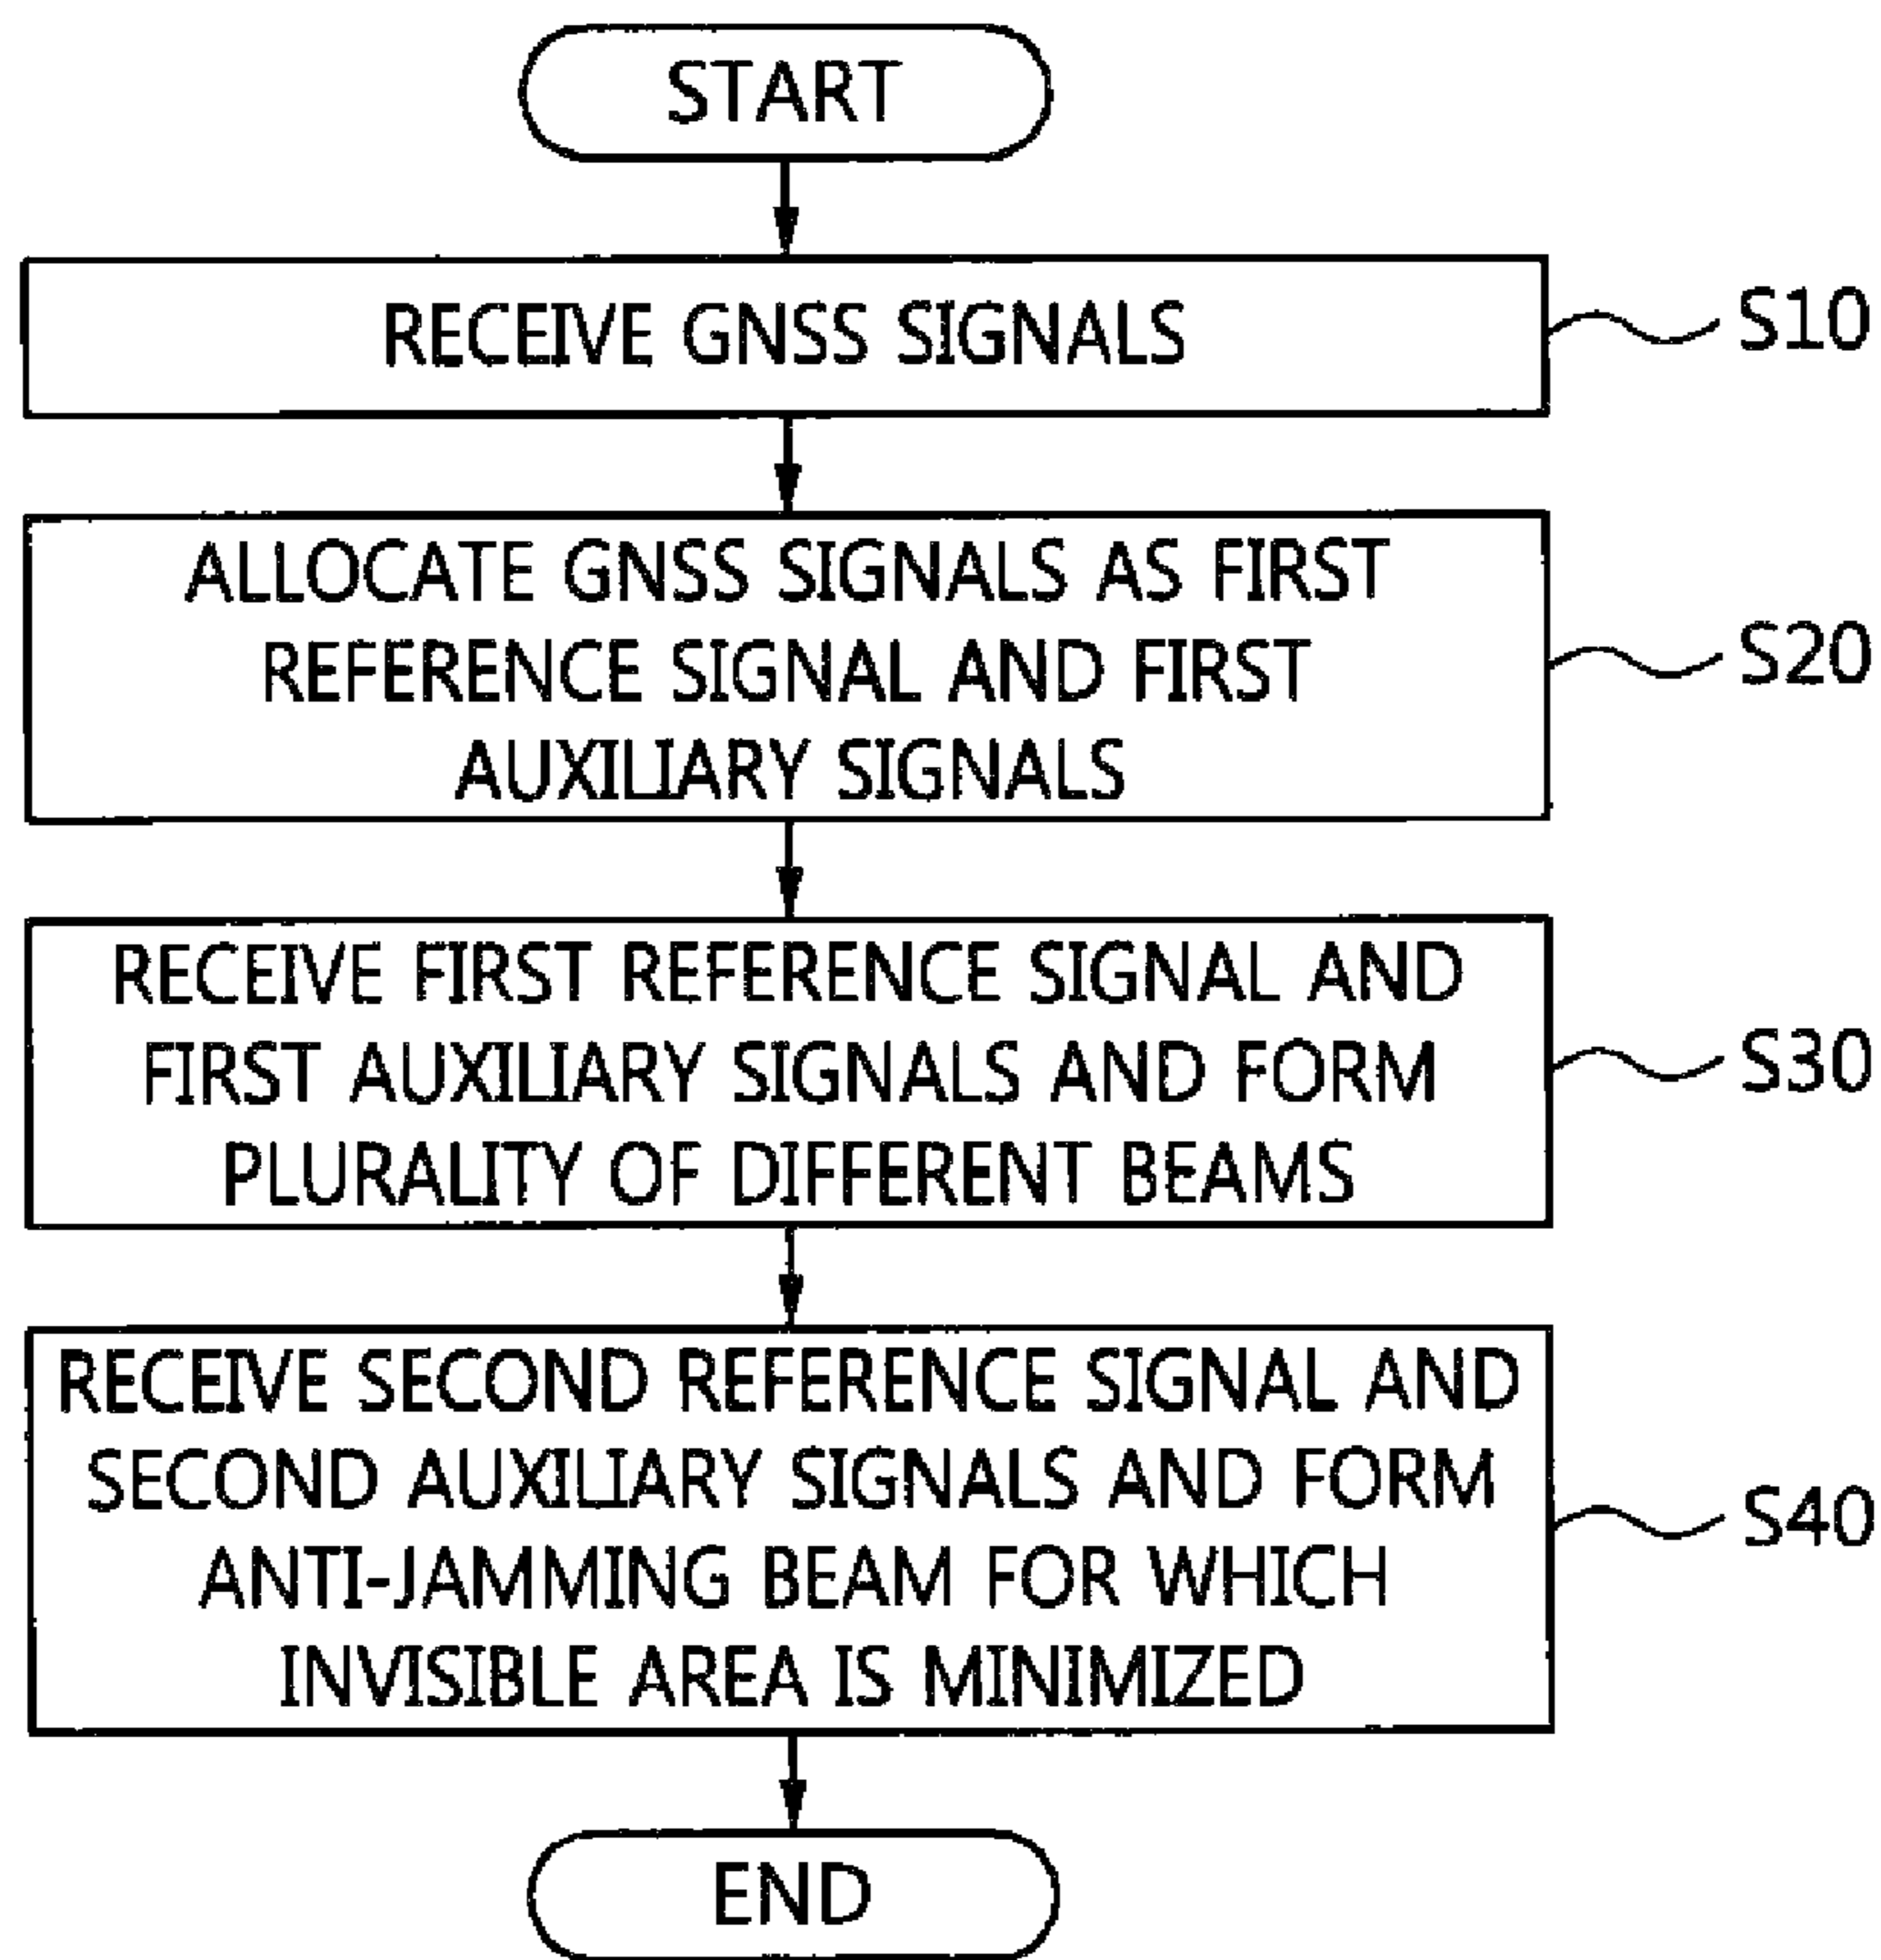 START
RECEIVE GNSS SIGNALS
S10
ALLOCATE GNSS SIGNALS AS FIRST
REFERENCE SIGNAL AND FIRST
AUXILIARY SIGNALS
S20
RECEIVE FIRST REFERENCE SIGNAL AND
FIRST AUXILIARY SIGNALS AND FORM
PLURALITY OF DIFFERENT BEAMS
S30
RECEIVE SECOND REFERENCE SIGNAL AND
SECOND AUXILIARY SIGNALS AND FORM
ANTI-JAMMING BEAM FOR WHICH
INVISIBLE AREA IS MINIMIZED
S40
END